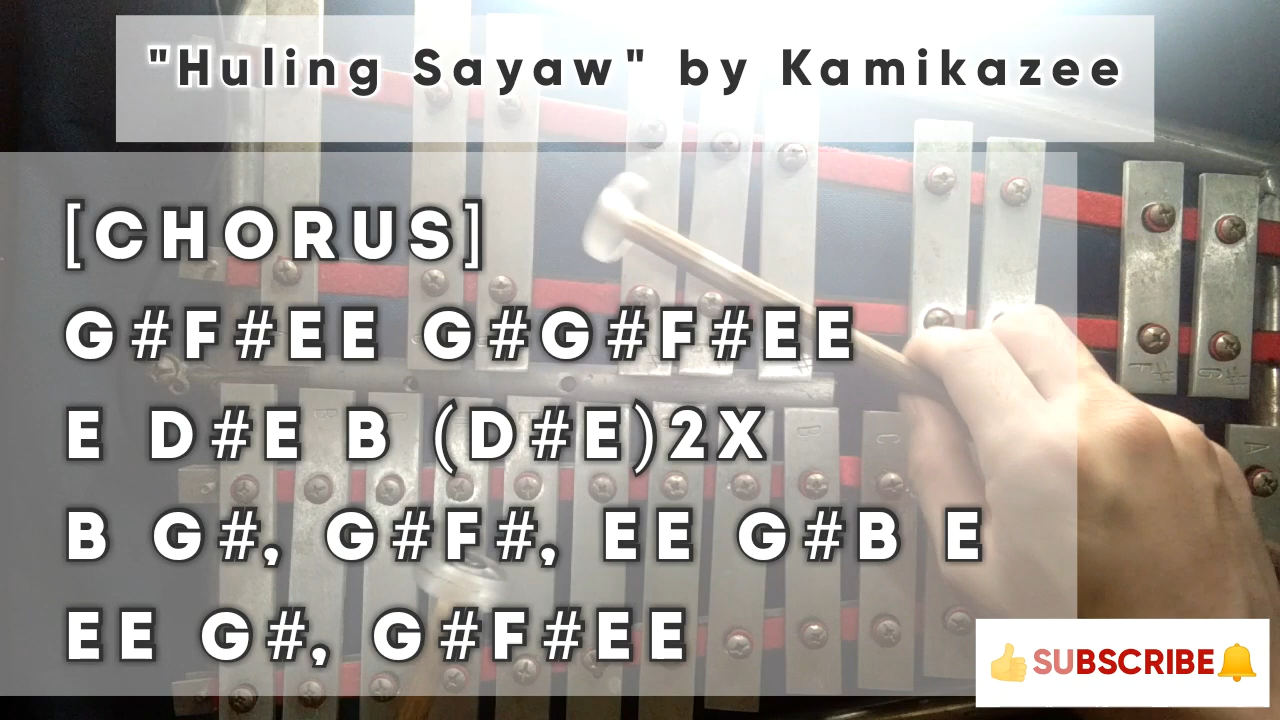 "Huling Sayaw" by Kamikazee
[CHORUS]
G#F#EE G#G#F#EE
E D#E B (D#E)2X
B G#, G#F#, EE G#B E
EE G#, G#F#EE
👍SUBSCRIBE🔔